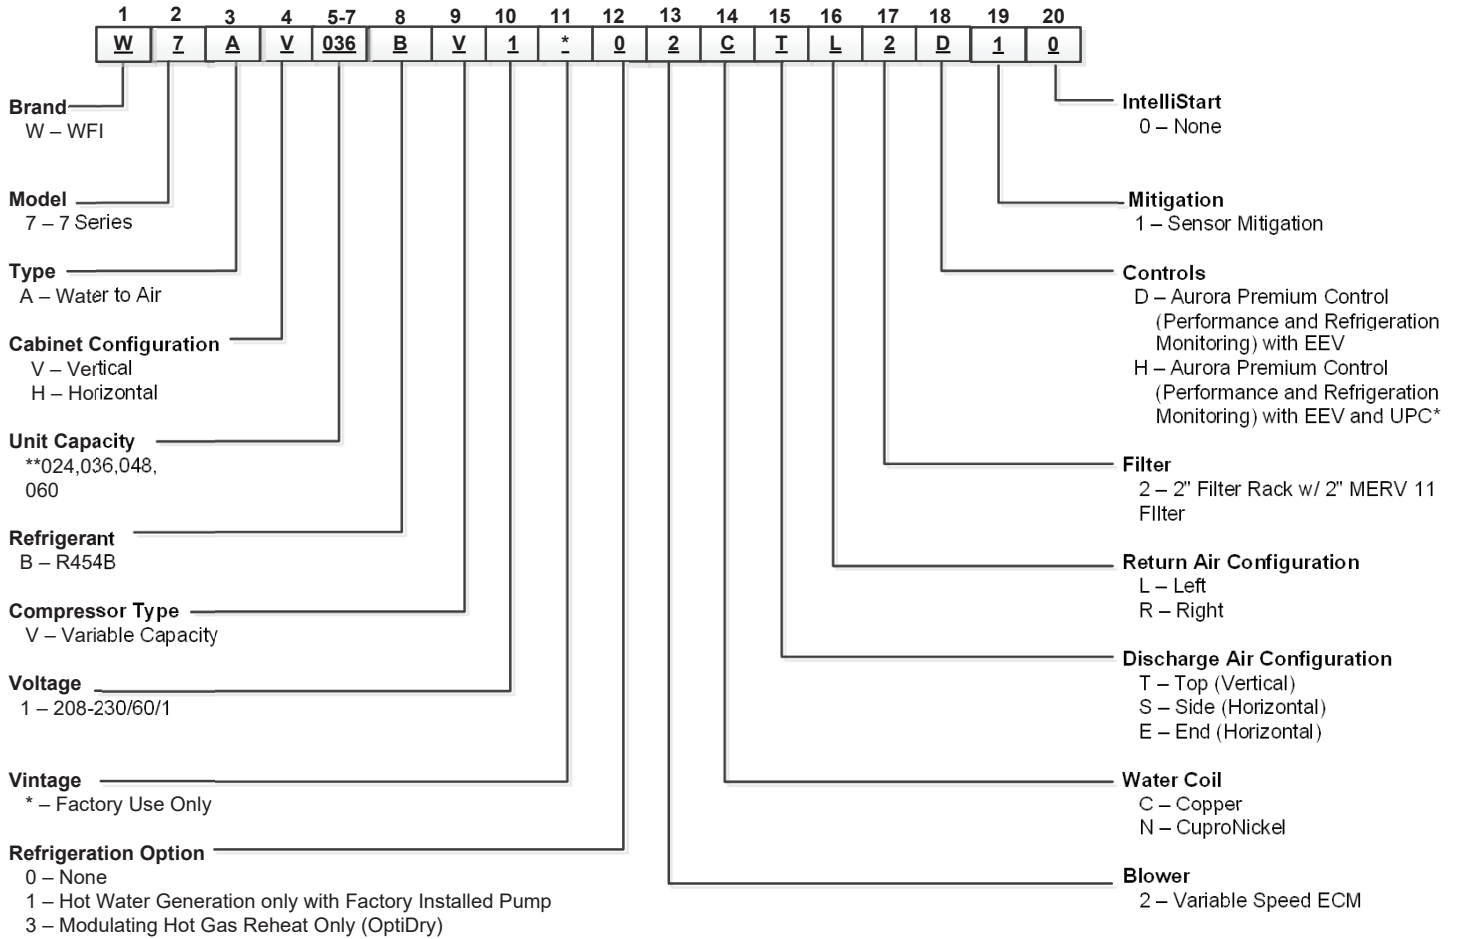 1 2 3 4 5-7 8 9 10 11 12 13 14 15 16 17 18 19 20
W 7 A V 036 B V 1 * 0 2 C T L 2 D 1 0
Brand
W – WFI
Model
7 – 7 Series
Type
A – Water to Air
Cabinet Configuration
V – Vertical
H – Horizontal
Unit Capacity
**024,036,048,
060
Refrigerant
B – R454B
Compressor Type
V – Variable Capacity
Voltage
1 – 208-230/60/1
Vintage
* – Factory Use Only
Refrigeration Option
0 – None
1 – Hot Water Generation only with Factory Installed Pump
3 – Modulating Hot Gas Reheat Only (OptiDry)
IntelliStart
0 – None
Mitigation
1 – Sensor Mitigation
Controls
D – Aurora Premium Control
(Performance and Refrigeration
Monitoring) with EEV
H – Aurora Premium Control
(Performance and Refrigeration
Monitoring) with EEV and UPC*
Filter
2 – 2" Filter Rack w/ 2" MERV 11
FIlter
Return Air Configuration
L – Left
R – Right
Discharge Air Configuration
T – Top (Vertical)
S – Side (Horizontal)
E – End (Horizontal)
Water Coil
C – Copper
N – CuproNickel
Blower
2 – Variable Speed ECM